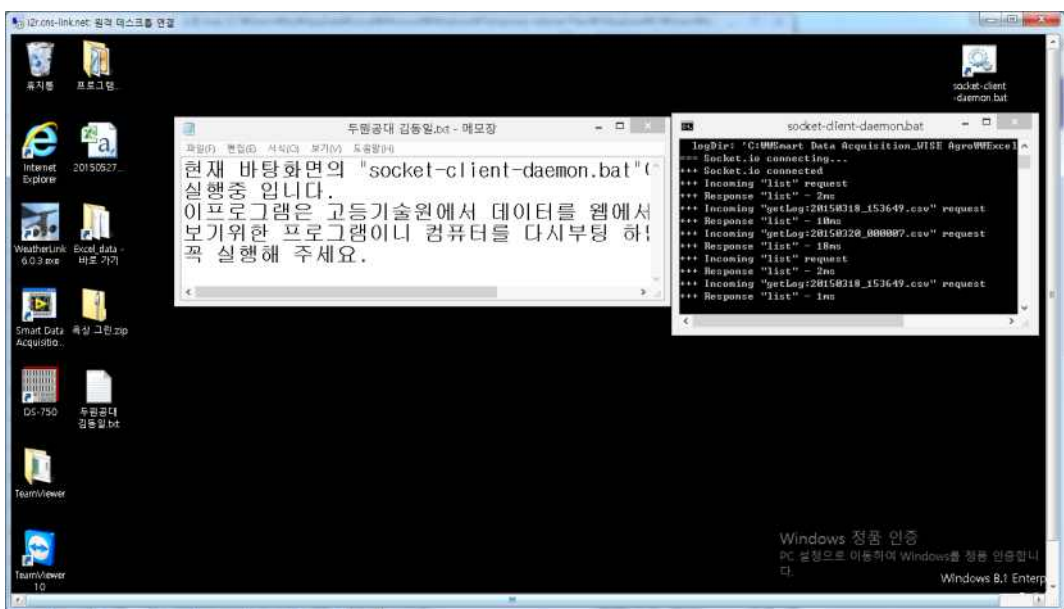 i2r.cns-link.net: 원격 데스크톱 연결
휴지통
프로그램...
socket-client
-daemon.bat
Internet
Explorer
20150527...
WeatherLink
6.0.3.exe
Excel_data -
바로 가기
Smart Data
Acquisitio...
옥상 그린.zip
DS-750
두원공대
김동일.txt
TeamViewer
TeamViewer
10
두원공대 김동일.txt - 메모장
파일(F) 편집(E) 서식(O) 보기(V) 도움말(H)
현재 바탕화면의 "socket-client-daemon.bat"
실행중 입니다.
이프로그램은 고등기술원에서 데이터를 웹에서
보기위한 프로그램이니 컴퓨터를 다시부팅
꼭 실행해 주세요.
socket-client-daemon.bat
logDir: 'C:₩₩Smart Data Acquisition_WISE Agro₩₩Excel
=== Socket.io connecting...
+++ Socket.io connected
+++ Incoming "list" request
+++ Response "list" - 2ms
+++ Incoming "getLog:20150318_153649.csv" request
+++ Response "list" - 10ms
+++ Incoming "getLog:20150320_000007.csv" request
+++ Response "list" - 18ms
+++ Incoming "list" request
+++ Response "list" - 2ms
+++ Incoming "getLog:20150318_153649.csv" request
+++ Response "list" - 1ms
Windows 정품 인증
PC 설정으로 이동하여 Windows를 정품 인증합니
다.
Windows 8.1 Enterp